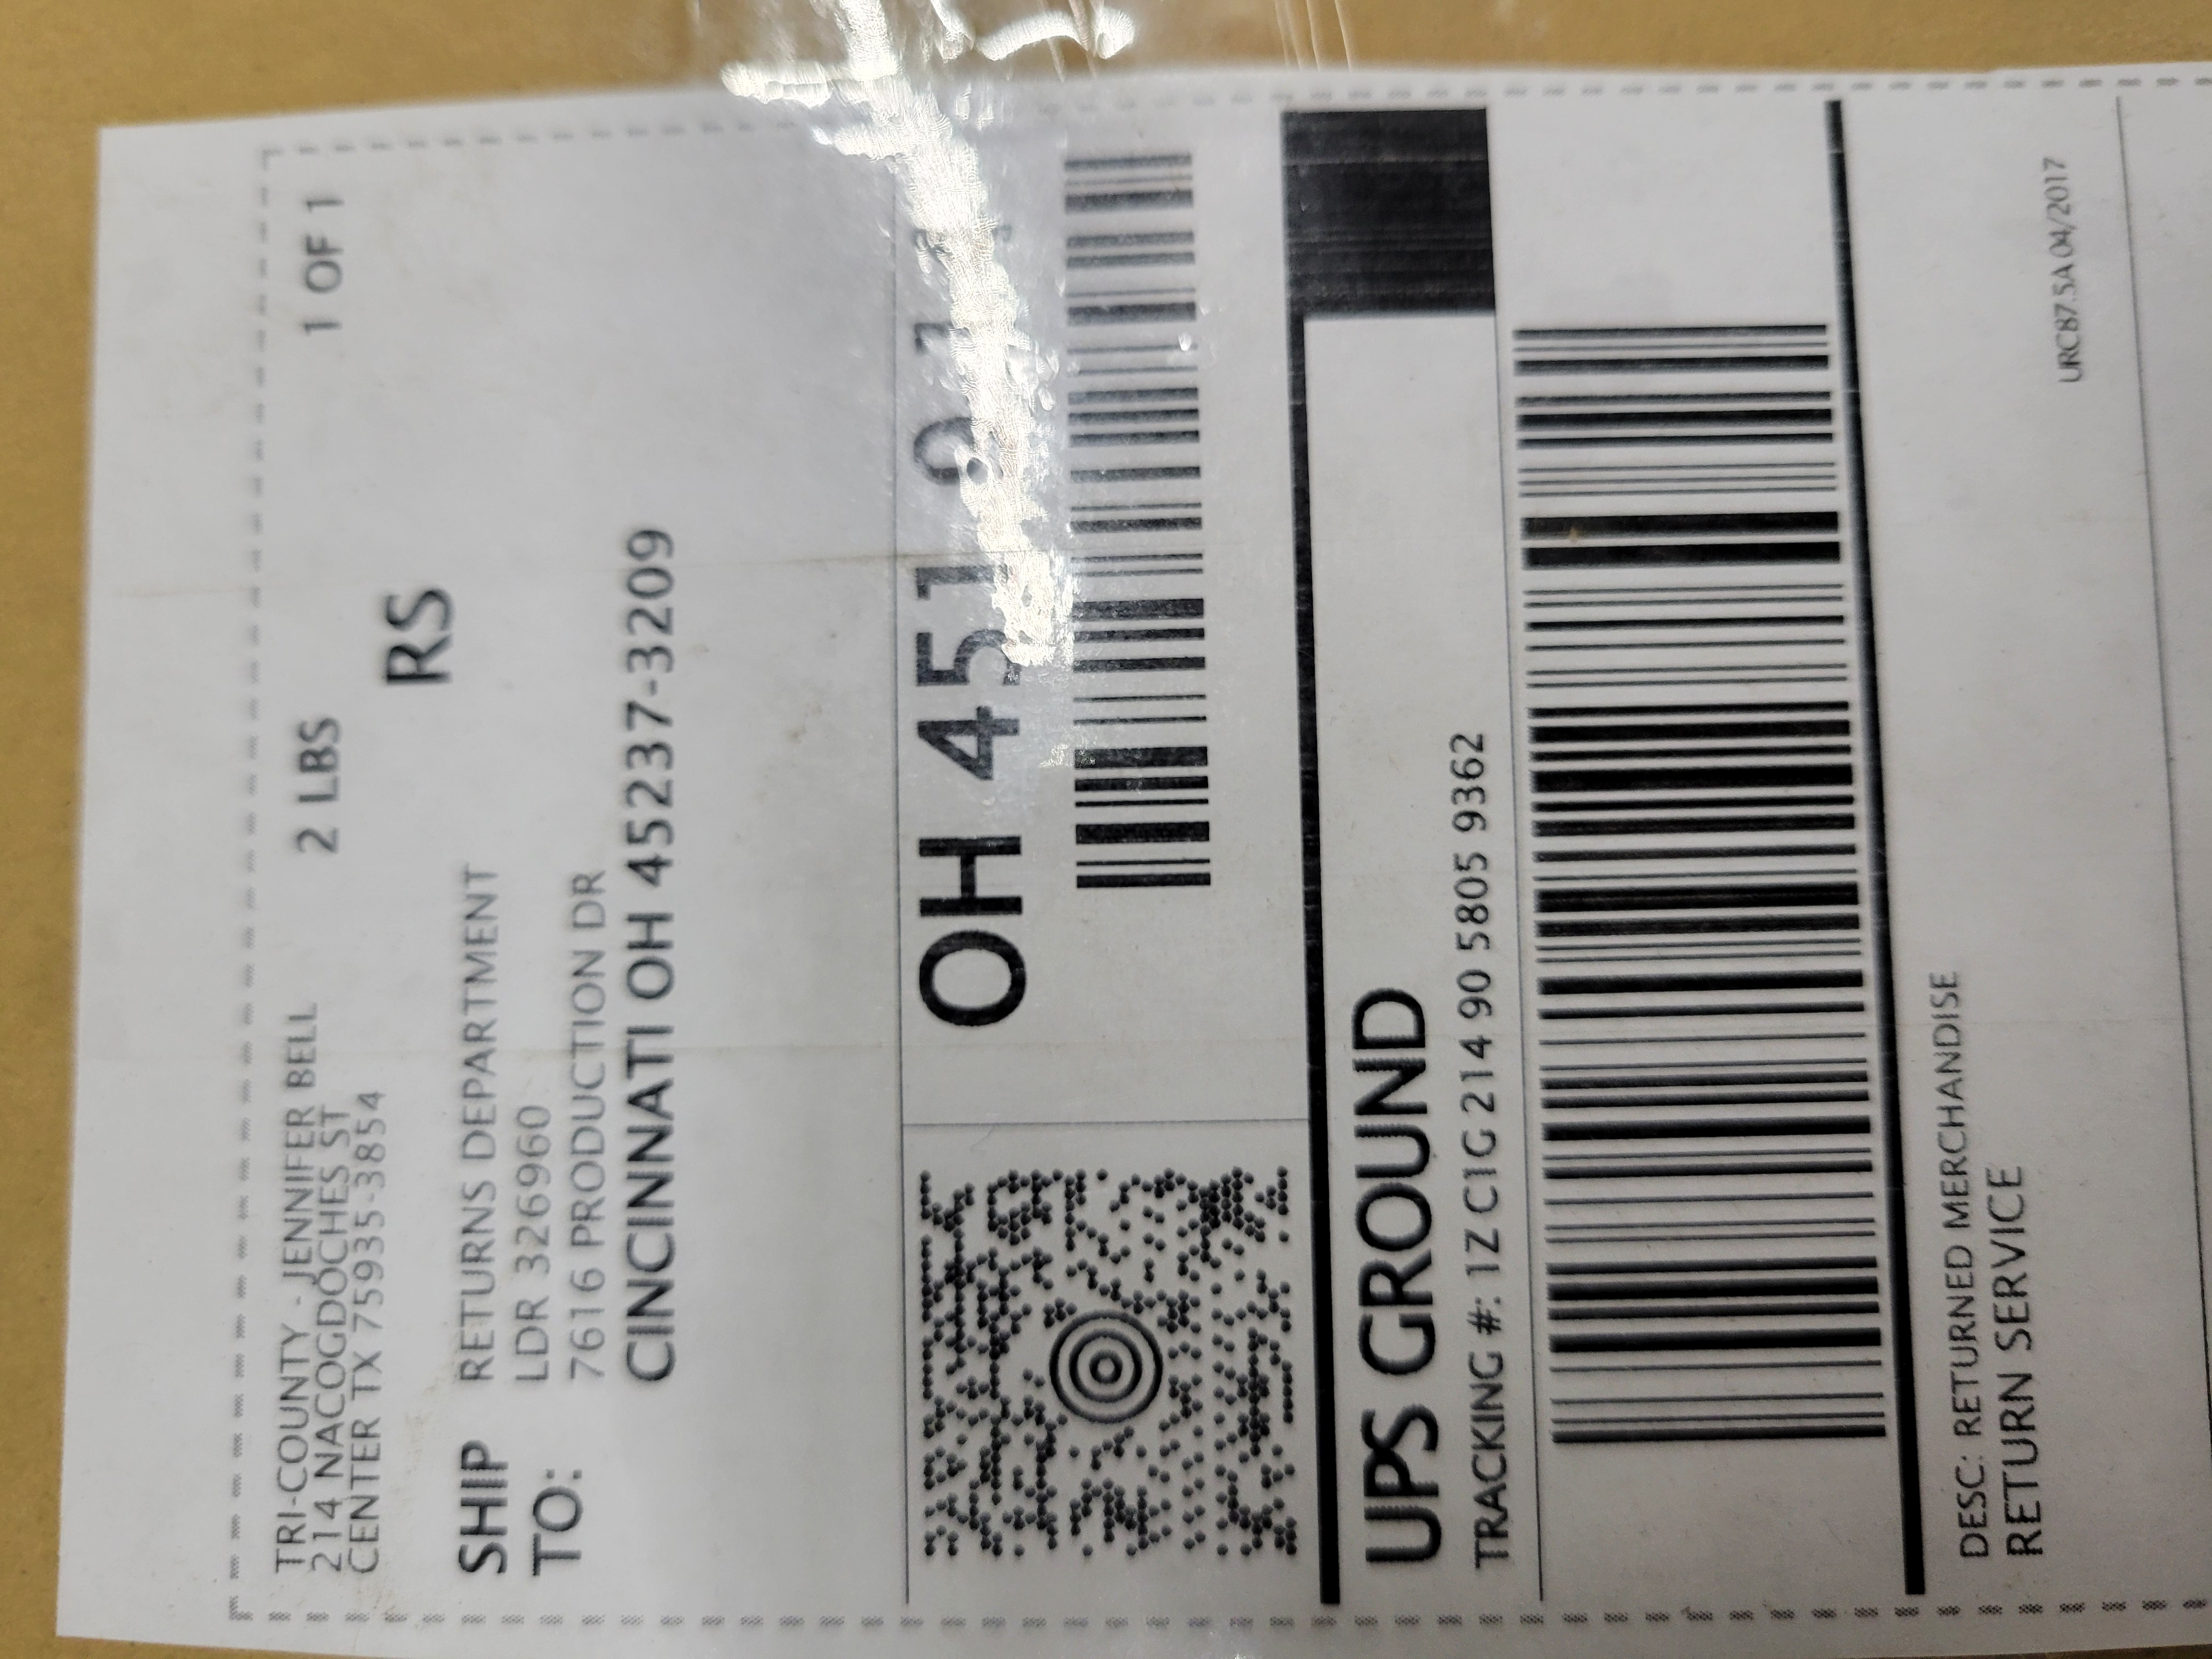 TRI-COUNTY - JENNIFER BELL
214 NACOGDOCHES ST
CENTER TX 759935-3854
2 LBS
1 OF 1
RS
SHIP TO:
RETURNS DEPARTMENT
LDR 326960
7616 PRODUCTION DR
CINCINNATI OH 45237-3209
OH 451
UPS GROUND
TRACKING #: 1Z C1G 214 90 5805 9362
DESC: RETURNED MERCHANDISE
RETURN SERVICE
URC87.5A 04/2017